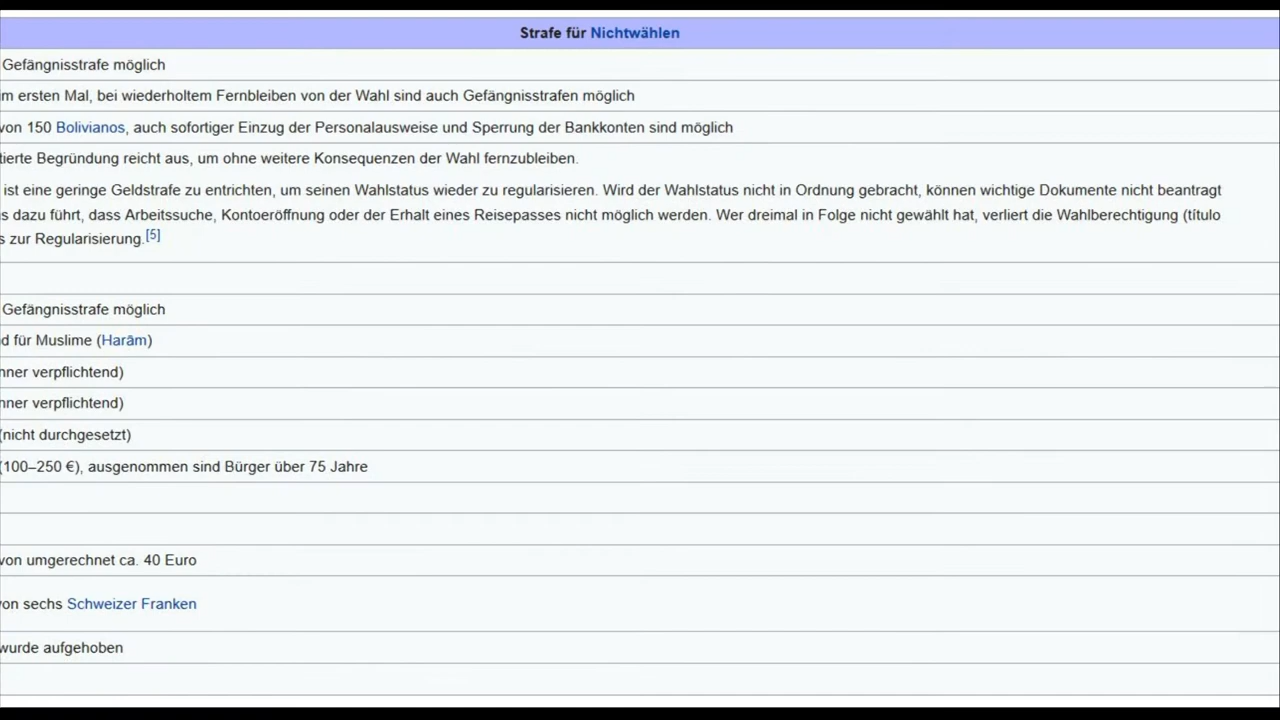 Strafe für Nichtwählen
Gefängnisstrafe möglich
m ersten Mal, bei wiederholtem Fernbleiben von der Wahl sind auch Gefängnisstrafen möglich
von 150 Bolivianos, auch sofortiger Einzug der Personalausweise und Sperrung der Bankkonten sind möglich
tierte Begründung reicht aus, um ohne weitere Konsequenzen der Wahl fernzubleiben.
ist eine geringe Geldstrafe zu entrichten, um seinen Wahlstatus wieder zu regularisieren. Wird der Wahlstatus nicht in Ordnung gebracht, können wichtige Dokumente nicht beantragt
s dazu führt, dass Arbeitssuche, Kontoeröffnung oder der Erhalt eines Reisepasses nicht möglich werden. Wer dreimal in Folge nicht gewählt hat, verliert die Wahlberechtigung (título
s zur Regularisierung.[5]
Gefängnisstrafe möglich
d für Muslime (Harām)
nner verpflichtend)
nner verpflichtend)
(nicht durchgesetzt)
(100–250 €), ausgenommen sind Bürger über 75 Jahre
von umgerechnet ca. 40 Euro
von sechs Schweizer Franken
wurde aufgehoben